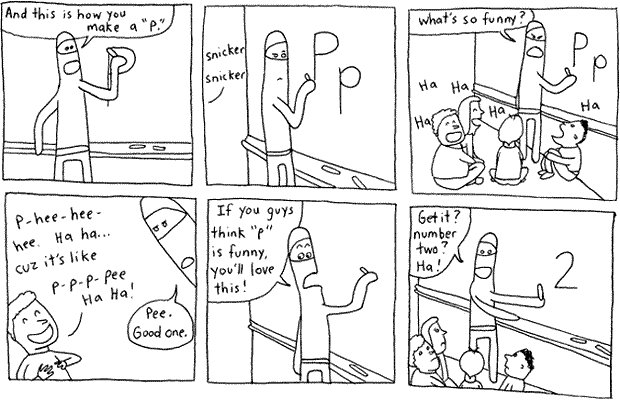 And this is how you
make a "P."
P
snicker
snicker
P p
what's so funny?
P p
Ha
Ha
Ha
Ha
Ha
P-hee-hee-
hee. Ha ha...
cuz it's like
P-P-P-Pee
Ha Ha!
Pee.
Good one.
If you guys
think "P"
is funny,
you'll love
this!
Get it?
number
two?
Ha!
2